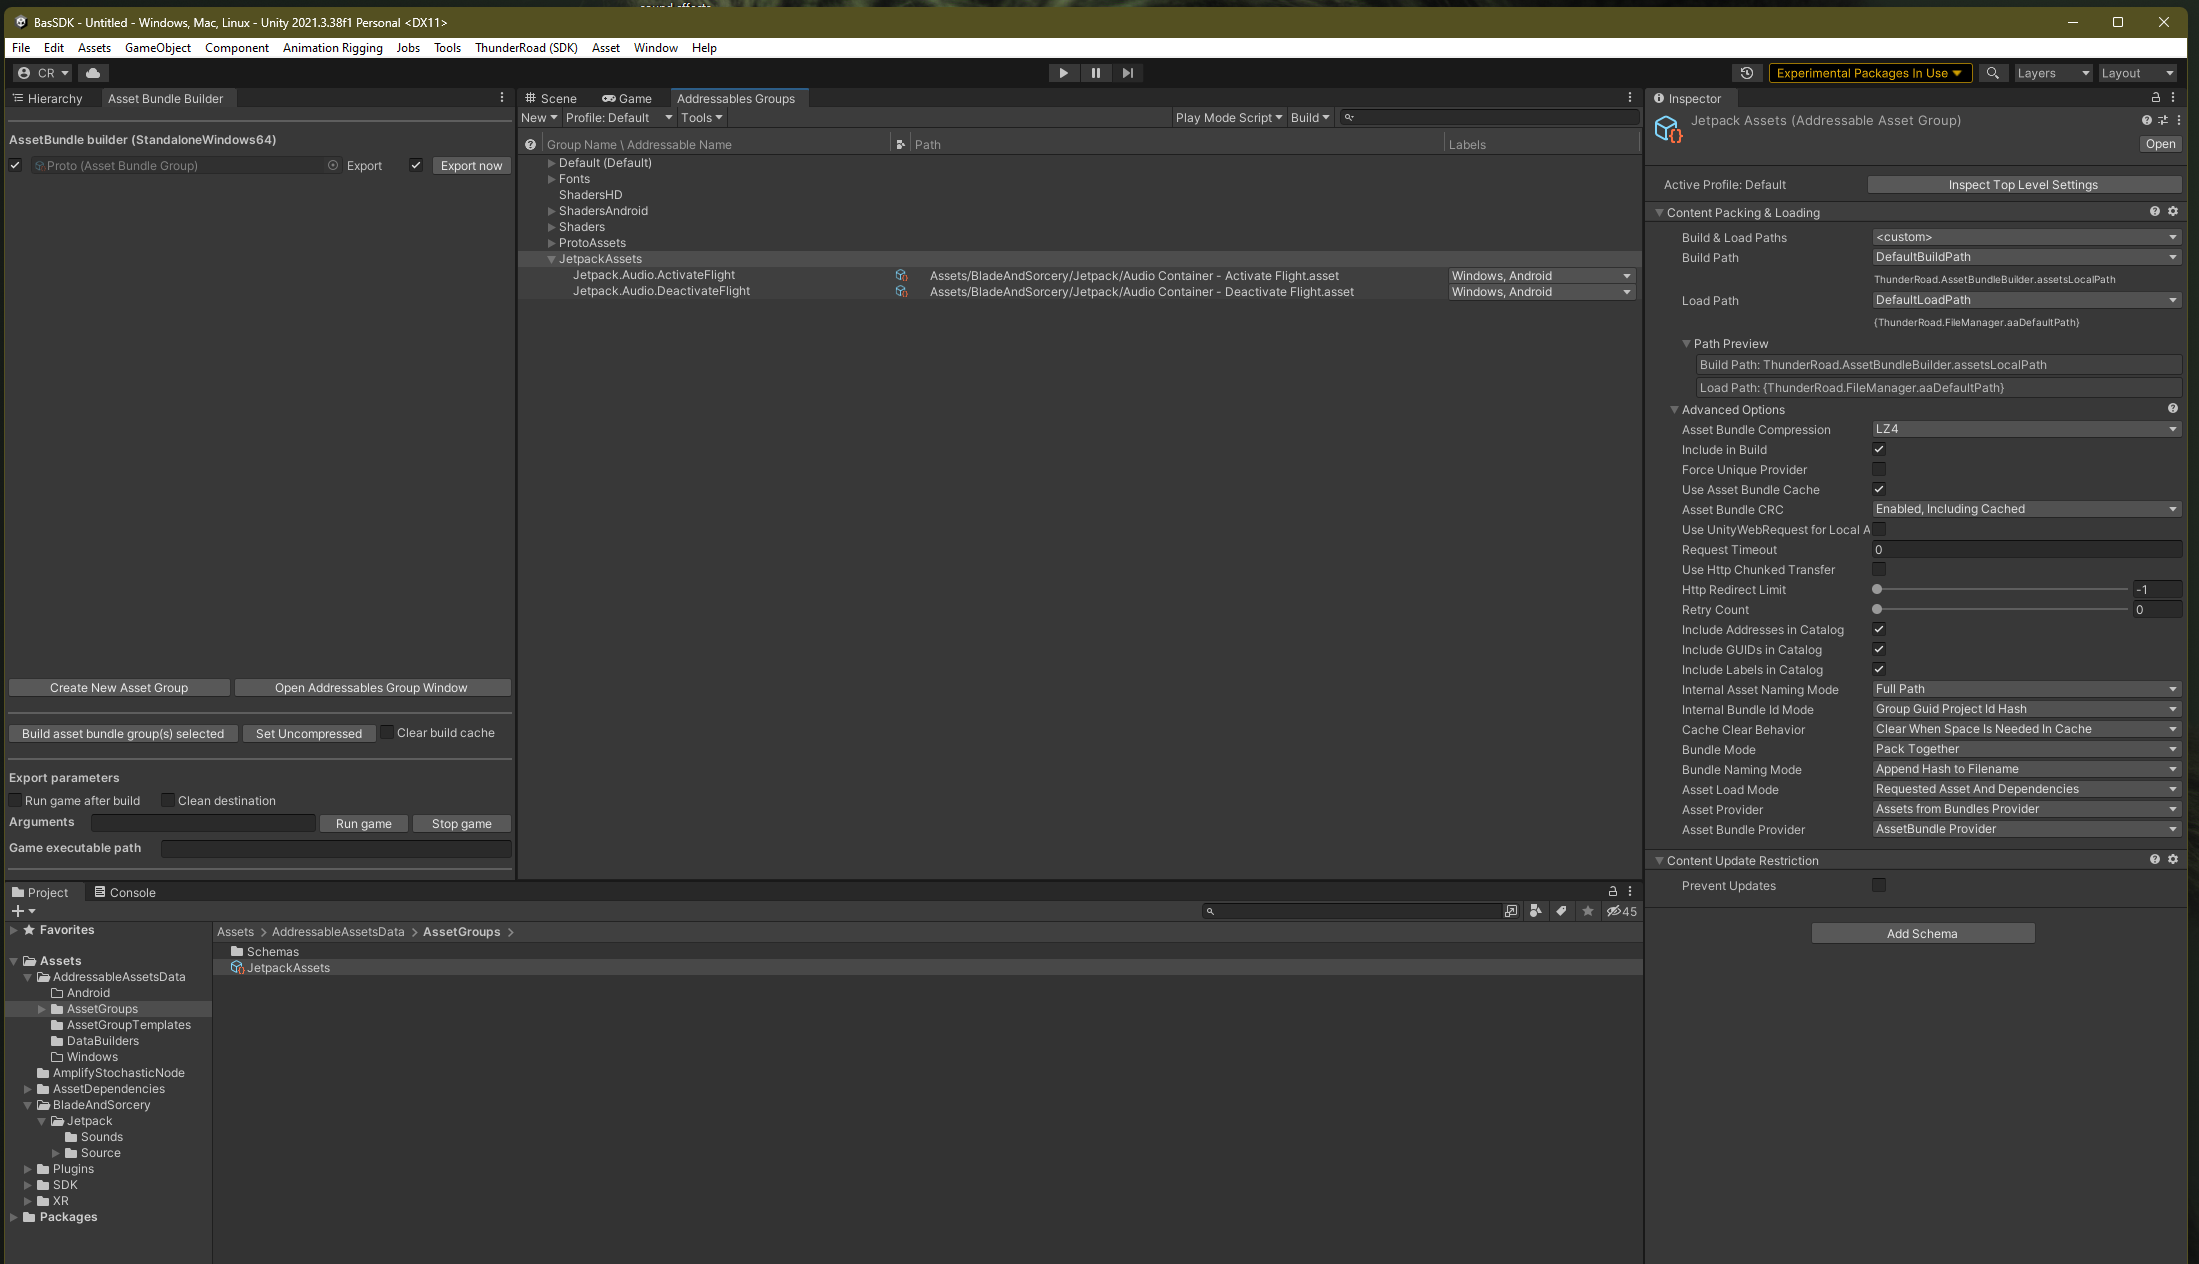 sound effects
BasSDK - Untitled - Windows, Mac, Linux - Unity 2021.3.38f1 Personal <DX11>
File Edit Assets GameObject Component Animation Rigging Jobs Tools ThunderRoad (SDK) Asset Window Help
CR Experimental Packages In Use Layers Layout
Hierarchy Asset Bundle Builder
AssetBundle builder (StandaloneWindows64)
Proto (Asset Bundle Group) Export Export now
Create New Asset Group Open Addressables Group Window
Build asset bundle group(s) selected Set Uncompressed Clear build cache
Export parameters
Run game after build Clean destination
Arguments Run game Stop game
Game executable path
Scene Game Addressables Groups
New Profile: Default Tools Play Mode Script Build
Group Name \ Addressable Name Path Labels
Default (Default)
Fonts
ShadersHD
ShadersAndroid
Shaders
ProtoAssets
JetpackAssets
Jetpack.Audio.ActivateFlight Assets/BladeAndSorcery/Jetpack/Audio Container - Activate Flight.asset Windows, Android
Jetpack.Audio.DeactivateFlight Assets/BladeAndSorcery/Jetpack/Audio Container - Deactivate Flight.asset Windows, Android
Inspector
Jetpack Assets (Addressable Asset Group)
Open
Active Profile: Default Inspect Top Level Settings
Content Packing & Loading
Build & Load Paths <custom>
Build Path DefaultBuildPath
ThunderRoad.AssetBundleBuilder.assetsLocalPath
Load Path DefaultLoadPath
{ThunderRoad.FileManager.aaDefaultPath}
Path Preview
Build Path: ThunderRoad.AssetBundleBuilder.assetsLocalPath
Load Path: {ThunderRoad.FileManager.aaDefaultPath}
Advanced Options
Asset Bundle Compression LZ4
Include in Build
Force Unique Provider
Use Asset Bundle Cache
Asset Bundle CRC Enabled, Including Cached
Use UnityWebRequest for Local A
Request Timeout 0
Use Http Chunked Transfer
Http Redirect Limit -1
Retry Count 0
Include Addresses in Catalog
Include GUIDs in Catalog
Include Labels in Catalog
Internal Asset Naming Mode Full Path
Internal Bundle Id Mode Group Guid Project Id Hash
Cache Clear Behavior Clear When Space Is Needed In Cache
Bundle Mode Pack Together
Bundle Naming Mode Append Hash to Filename
Asset Load Mode Requested Asset And Dependencies
Asset Provider Assets from Bundles Provider
Asset Bundle Provider AssetBundle Provider
Content Update Restriction
Prevent Updates
Add Schema
Project Console
45
Favorites
Assets
AddressableAssetsData
Android
AssetGroups
AssetGroupTemplates
DataBuilders
Windows
AmplifyStochasticNode
AssetDependencies
BladeAndSorcery
Jetpack
Sounds
Source
Plugins
SDK
XR
Packages
Assets > AddressableAssetsData > AssetGroups >
Schemas
JetpackAssets